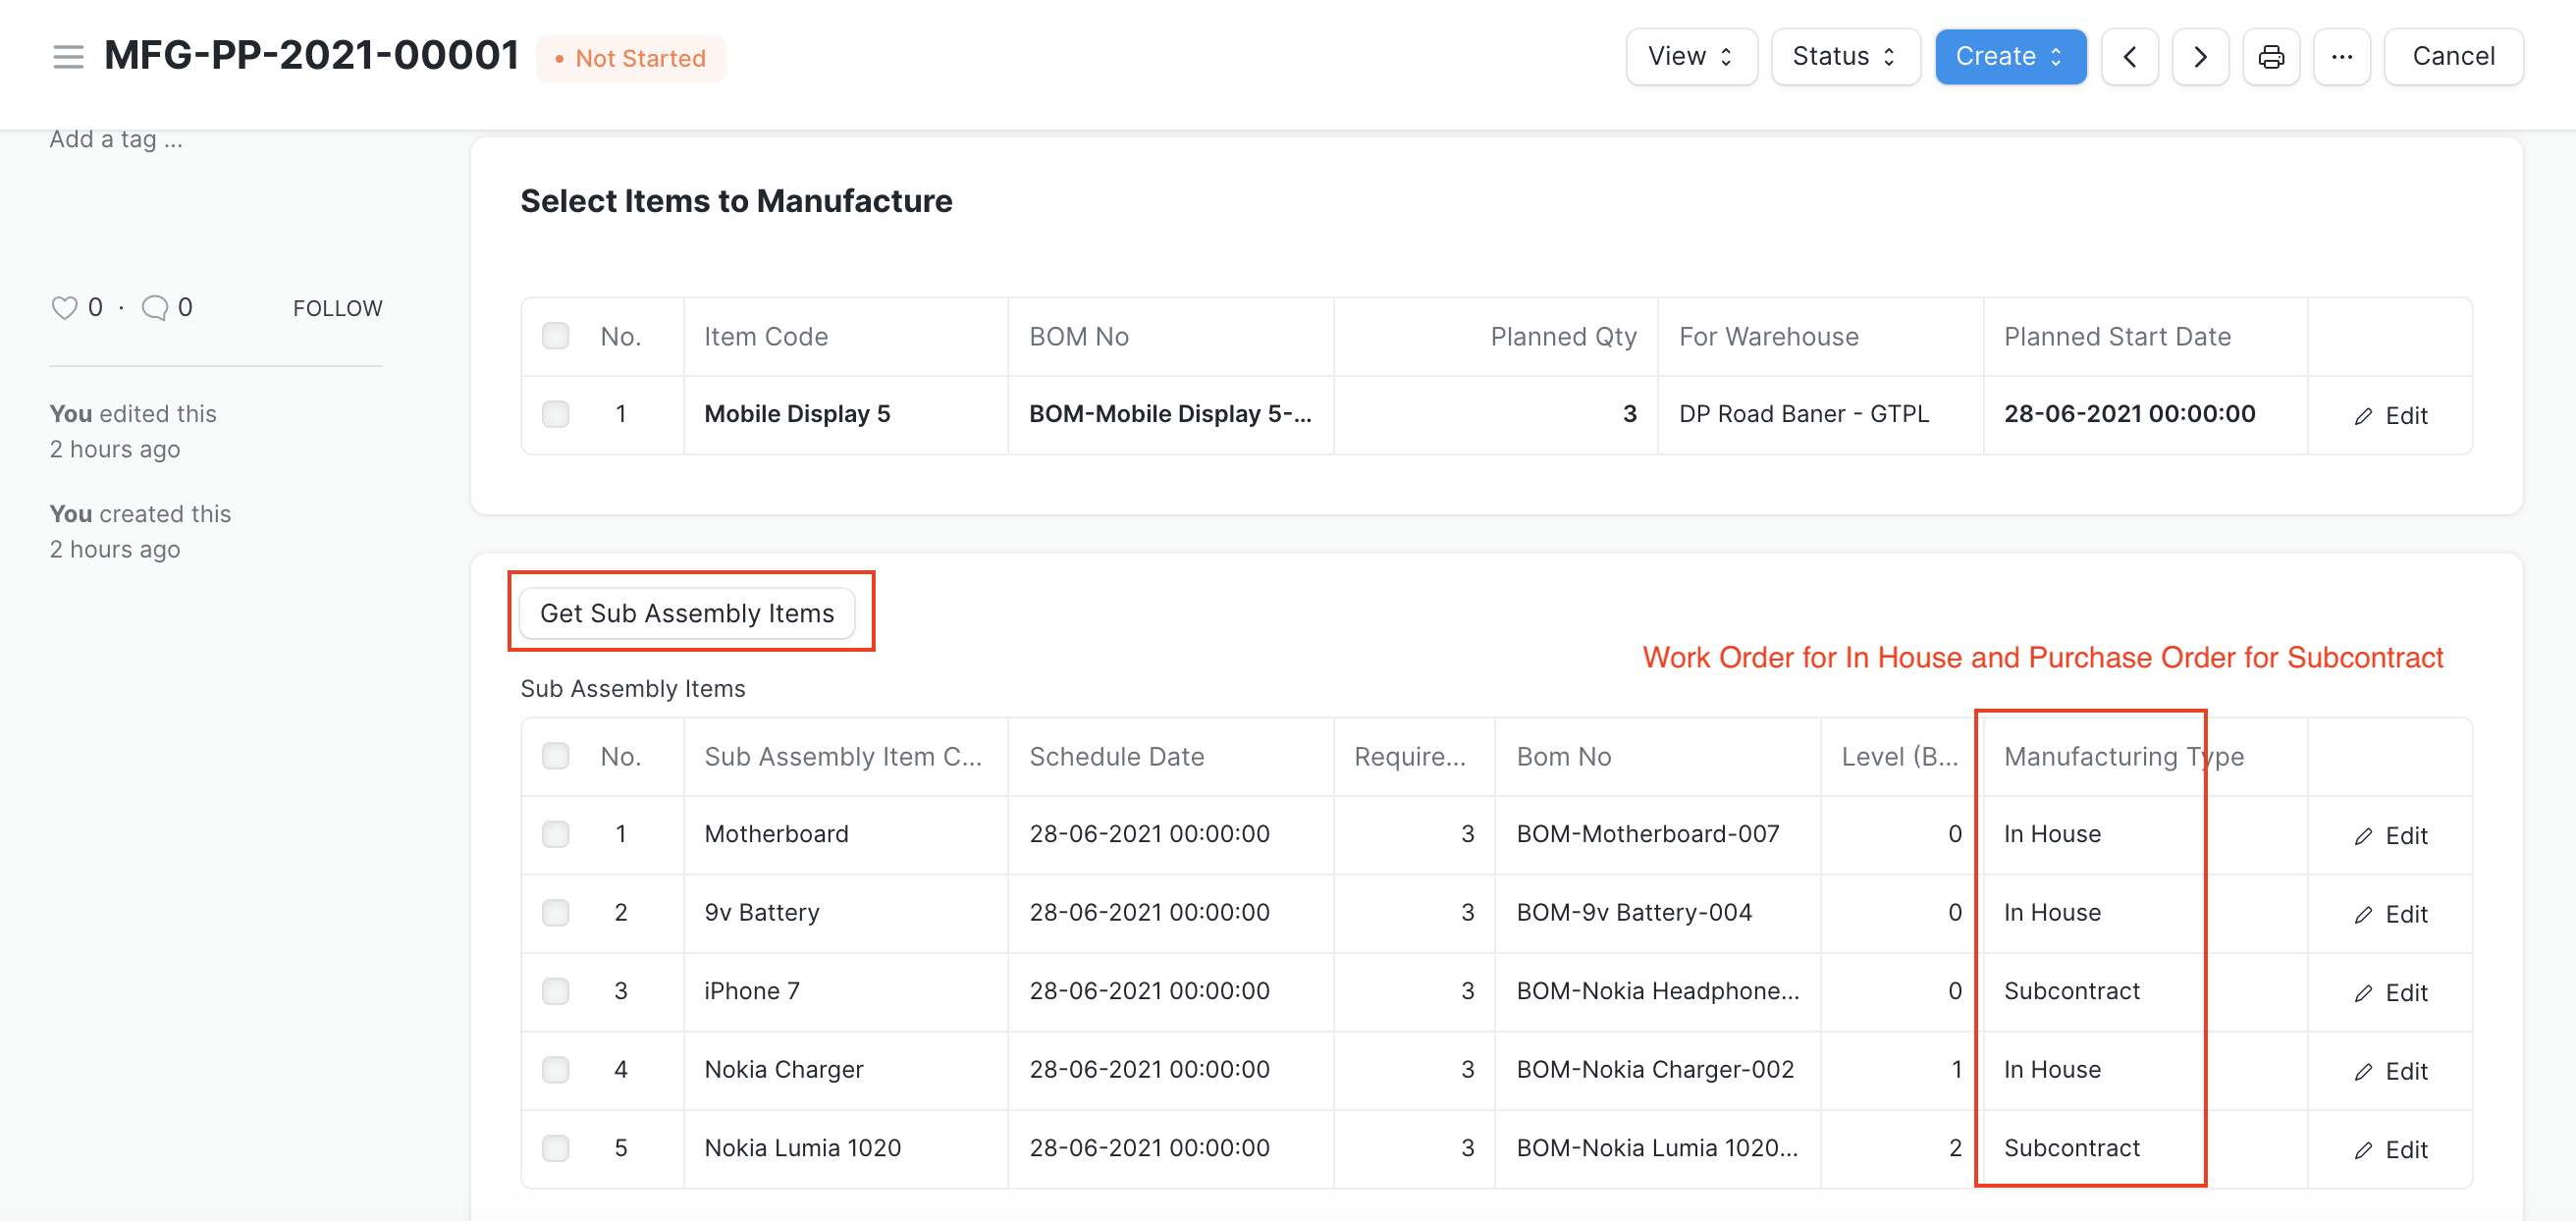 MFG-PP-2021-00001 • Not Started View Status Create ... Cancel
Add a tag ...
Select Items to Manufacture
0 · 0 FOLLOW
No. Item Code BOM No Planned Qty For Warehouse Planned Start Date
1 Mobile Display 5 BOM-Mobile Display 5-... 3 DP Road Baner - GTPL 28-06-2021 00:00:00 Edit
You edited this
2 hours ago
You created this
2 hours ago
Get Sub Assembly Items
Work Order for In House and Purchase Order for Subcontract
Sub Assembly Items
No. Sub Assembly Item C... Schedule Date Require... Bom No Level (B... Manufacturing Type
1 Motherboard 28-06-2021 00:00:00 3 BOM-Motherboard-007 0 In House Edit
2 9v Battery 28-06-2021 00:00:00 3 BOM-9v Battery-004 0 In House Edit
3 iPhone 7 28-06-2021 00:00:00 3 BOM-Nokia Headphone... 0 Subcontract Edit
4 Nokia Charger 28-06-2021 00:00:00 3 BOM-Nokia Charger-002 1 In House Edit
5 Nokia Lumia 1020 28-06-2021 00:00:00 3 BOM-Nokia Lumia 1020... 2 Subcontract Edit